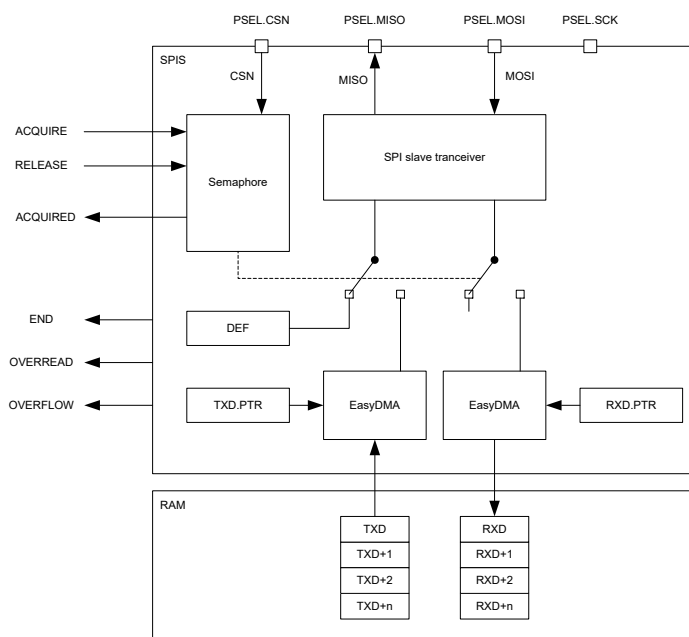 PSEL.CSN PSEL.MISO PSEL.MOSI PSEL.SCK
SPIS
CSN MISO MOSI
ACQUIRE
RELEASE
ACQUIRED
Semaphore
SPI slave tranceiver
END
OVERREAD
OVERFLOW
DEF
TXD.PTR EasyDMA EasyDMA RXD.PTR
RAM
TXD RXD
TXD+1 RXD+1
TXD+2 RXD+2
TXD+n RXD+n